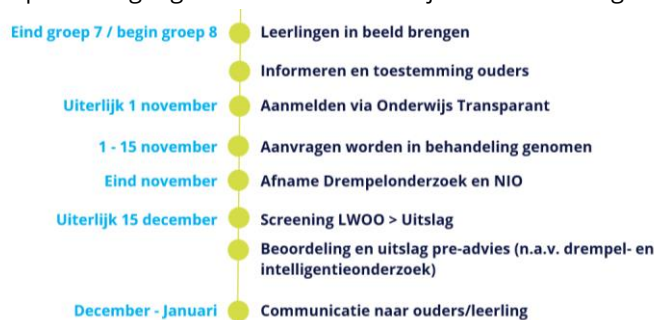 Eind groep 7 / begin groep 8 Leerlingen in beeld brengen
Informeren en toestemming ouders
Uiterlijk 1 november Aanmelden via Onderwijs Transparant
1 - 15 november Aanvragen worden in behandeling genomen
Eind november Afname Drempelonderzoek en NIO
Uiterlijk 15 december Screening LWOO > Uitslag
Beoordeling en uitslag pre-advies (n.a.v. drempel- en
intelligentieonderzoek)
December - Januari Communicatie naar ouders/leerling